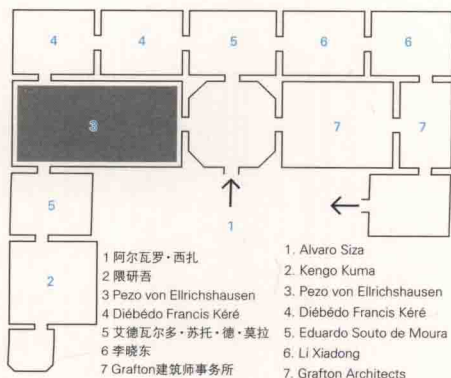 4
4
5
6
6
3
7
7
5
1
2
1 阿尔瓦罗·西扎
2 隈研吾
3 Pezo von Ellrichshausen
4 Diébédo Francis Kéré
5 艾德瓦尔多·苏托·德·莫拉
6 李晓东
7 Grafton建筑师事务所
1. Alvaro Siza
2. Kengo Kuma
3. Pezo von Ellrichshausen
4. Diébédo Francis Kéré
5. Eduardo Souto de Moura
6. Li Xiadong
7. Grafton Architects